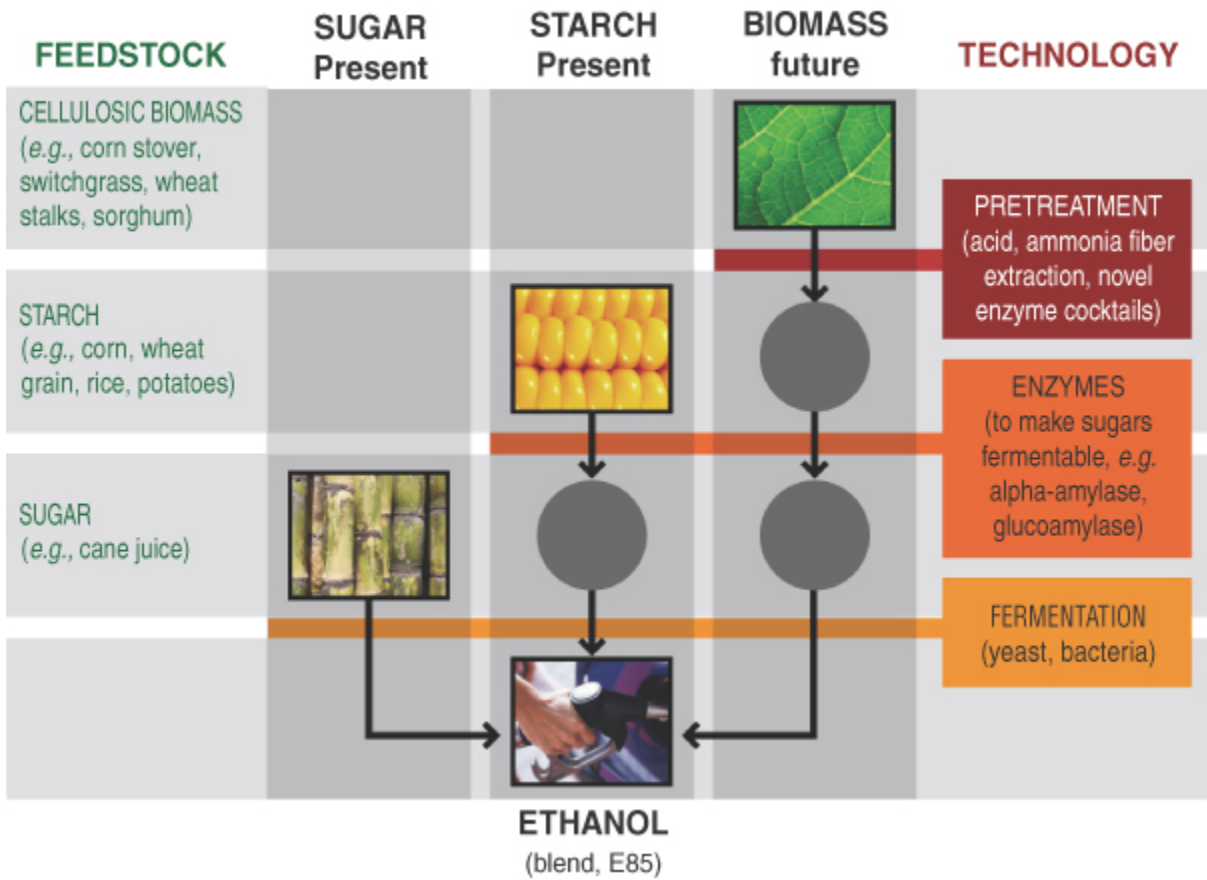 FEEDSTOCK
SUGAR
Present
STARCH
Present
BIOMASS
future
TECHNOLOGY
CELLULOSIC BIOMASS
(e.g., corn stover,
switchgrass, wheat
stalks, sorghum)
PRETREATMENT
(acid, ammonia fiber
extraction, novel
enzyme cocktails)
STARCH
(e.g., corn, wheat
grain, rice, potatoes)
ENZYMES
(to make sugars
fermentable, e.g.
alpha-amylase,
glucoamylase)
SUGAR
(e.g., cane juice)
FERMENTATION
(yeast, bacteria)
ETHANOL
(blend, E85)